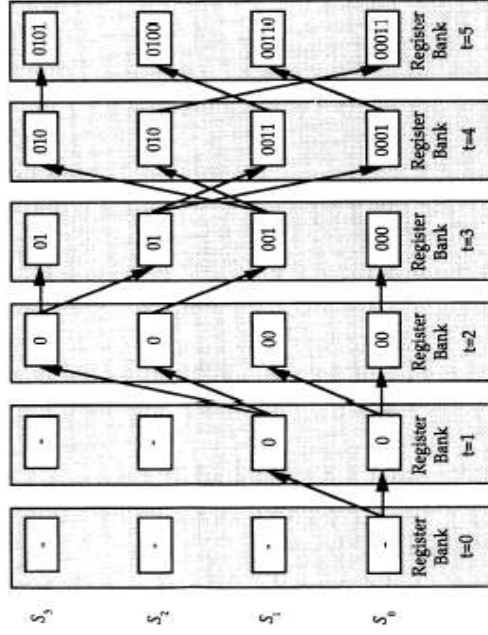 S3 - - 0 01 010 0101
S2 - - 0 01 010 0100
S1 - 0 00 001 0011 00110
S0 - 0 00 000 0001 00011
Register Register Register Register Register Register
Bank Bank Bank Bank Bank Bank
t=0 t=1 t=2 t=3 t=4 t=5